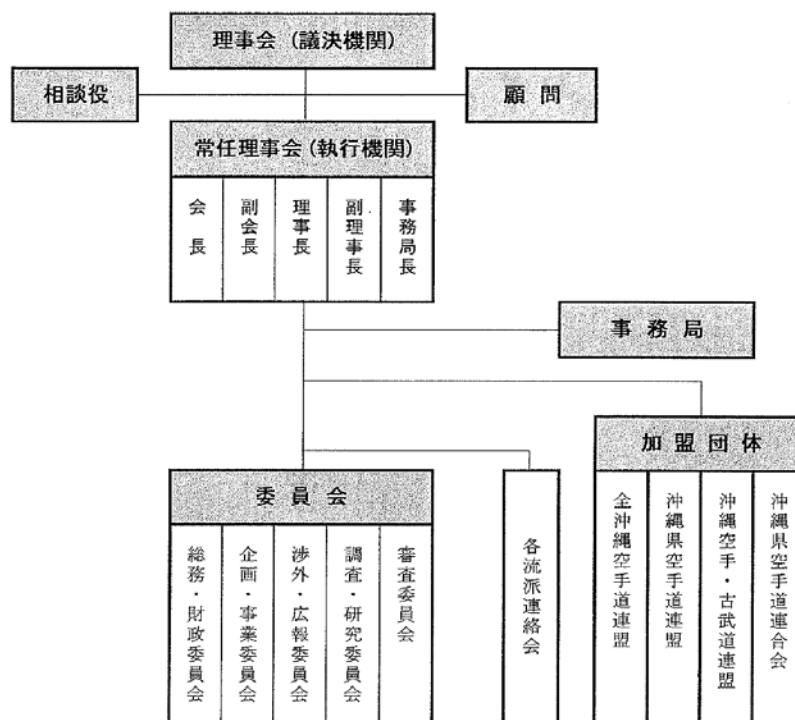 理事会（議決機関）
相談役
顧問
常任理事会（執行機関）
会長
副会長
理事長
副理事長
事務局長
事務局
加盟団体
全沖縄空手道連盟
沖縄県空手道連盟
沖縄空手・古武道連盟
沖縄県空手道連合会
委員会
総務・財政委員会
企画・事業委員会
渉外・広報委員会
調査・研究委員会
審査委員会
各流派連絡会